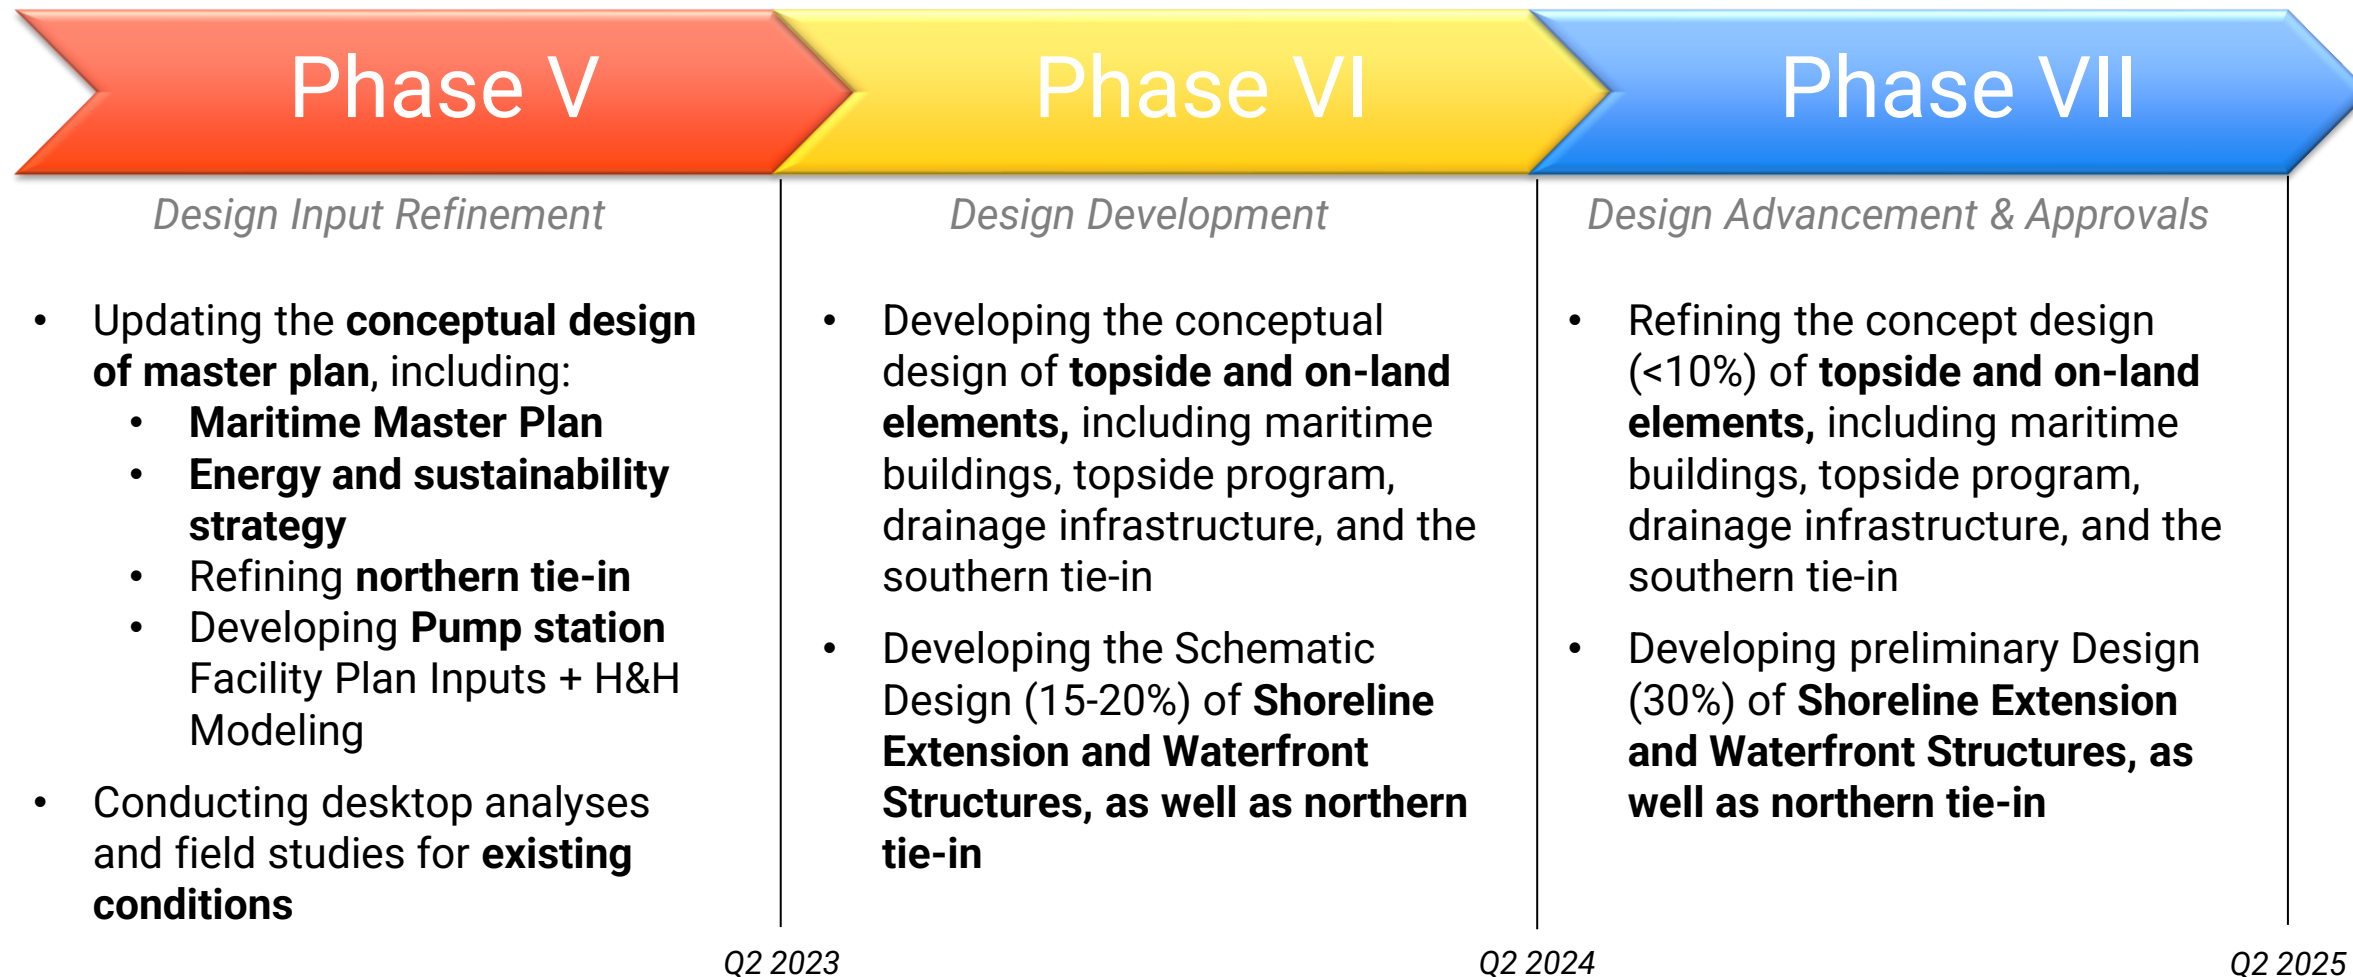 Phase V
Phase VI
Phase VII
Design Input Refinement
Design Development
Design Advancement & Approvals
• Updating the conceptual design
of master plan, including:
• Maritime Master Plan
• Energy and sustainability
strategy
• Refining northern tie-in
• Developing Pump station
Facility Plan Inputs + H&H
Modeling
• Conducting desktop analyses
and field studies for existing
conditions
• Developing the conceptual
design of topside and on-land
elements, including maritime
buildings, topside program,
drainage infrastructure, and the
southern tie-in
• Developing the Schematic
Design (15-20%) of Shoreline
Extension and Waterfront
Structures, as well as northern
tie-in
• Refining the concept design
(<10%) of topside and on-land
elements, including maritime
buildings, topside program,
drainage infrastructure, and the
southern tie-in
• Developing preliminary Design
(30%) of Shoreline Extension
and Waterfront Structures, as
well as northern tie-in
Q2 2023
Q2 2024
Q2 2025